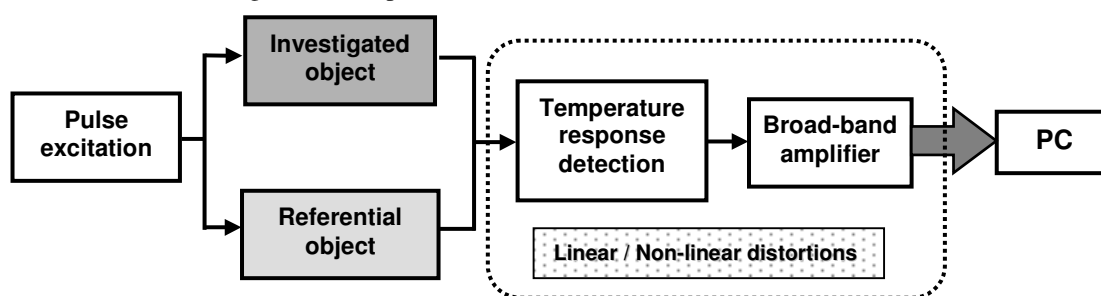 Pulse
excitation
Investigated
object
Referential
object
Temperature
response
detection
Broad-band
amplifier
PC
Linear / Non-linear distortions